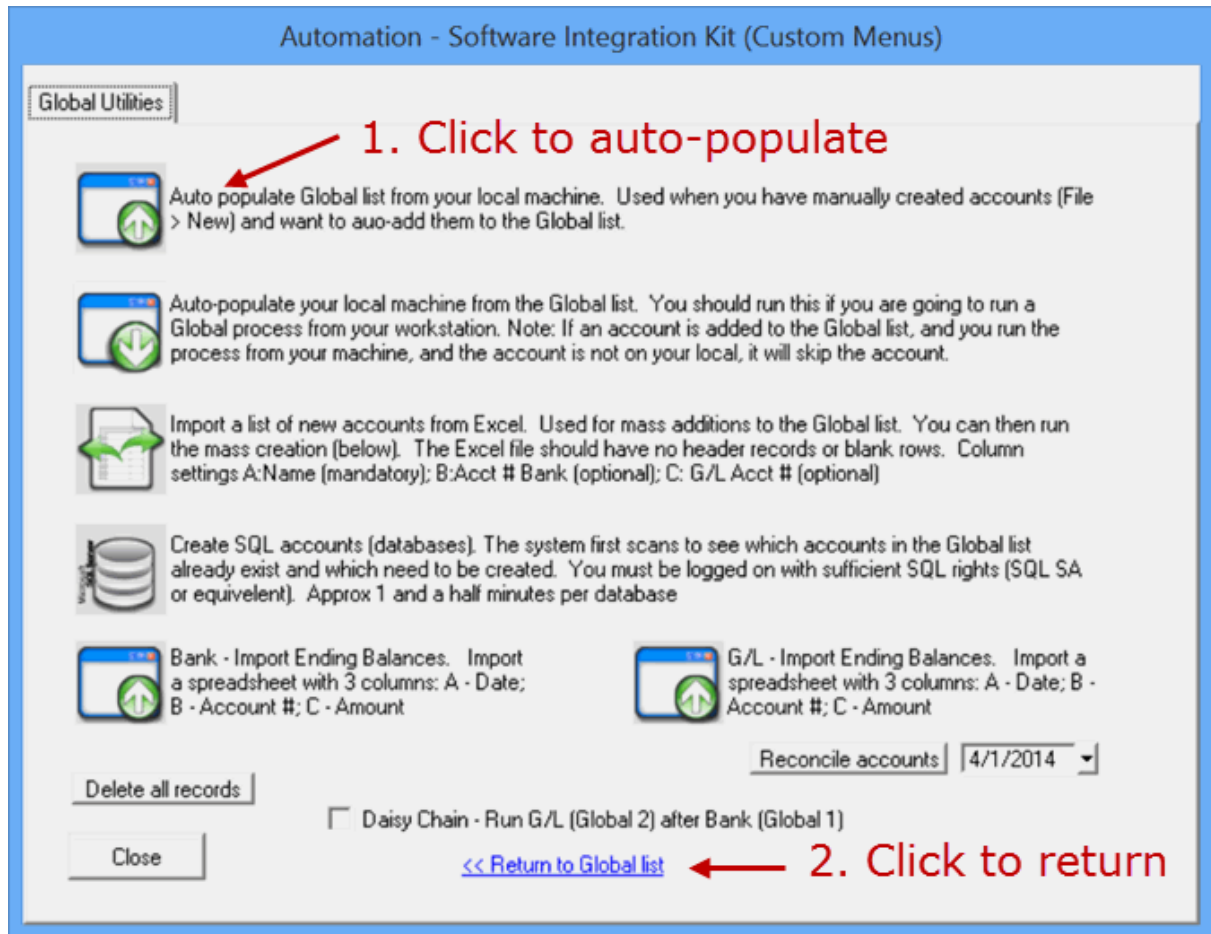 Automation - Software Integration Kit (Custom Menus)
Global Utilities
1. Click to auto-populate
Auto populate Global list from your local machine.  Used when you have manually created accounts (File
> New) and want to auo-add them to the Global list.
Auto-populate your local machine from the Global list.  You should run this if you are going to run a
Global process from your workstation. Note: If an account is added to the Global list, and you run the
process from your machine, and the account is not on your local, it will skip the account.
Import a list of new accounts from Excel.  Used for mass additions to the Global list.  You can then run
the mass creation (below).  The Excel file should have no header records or blank rows.  Column
settings A:Name (mandatory); B:Acct # Bank (optional); C: G/L Acct # (optional)
Microsoft
SQL Server
Create SQL accounts (databases). The system first scans to see which accounts in the Global list
already exist and which need to be created.  You must be logged on with sufficient SQL rights (SQL SA
or equivelent).  Approx 1 and a half minutes per database
Bank - Import Ending Balances.   Import
a spreadsheet with 3 columns: A - Date;
B - Account #; C - Amount
G/L - Import Ending Balances.   Import a
spreadsheet with 3 columns: A - Date; B -
Account #; C - Amount
Reconcile accounts
4/1/2014
Delete all records
Daisy Chain - Run G/L (Global 2) after Bank (Global 1)
Close
<< Return to Global list
2. Click to return